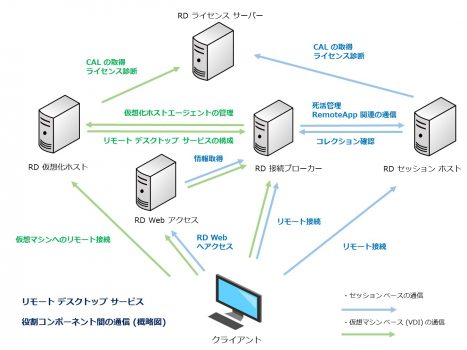 RD ライセンス サーバー
CAL の取得
ライセンス診断
CAL の取得
ライセンス診断
仮想化ホストエージェントの管理
リモート デスクトップ サービスの構成
死活管理
RemoteApp 関連の通信
コレクション確認
RD 仮想化ホスト
情報取得
RD 接続ブローカー
RD セッション ホスト
RD Web アクセス
仮想マシンへのリモート接続
RD Web
へアクセス
リモート接続
リモート接続
リモート デスクトップ サービス
役割コンポーネント間の通信 (概略図)
クライアント
- セッションベースの通信
- 仮想マシンベース (VDI) の通信